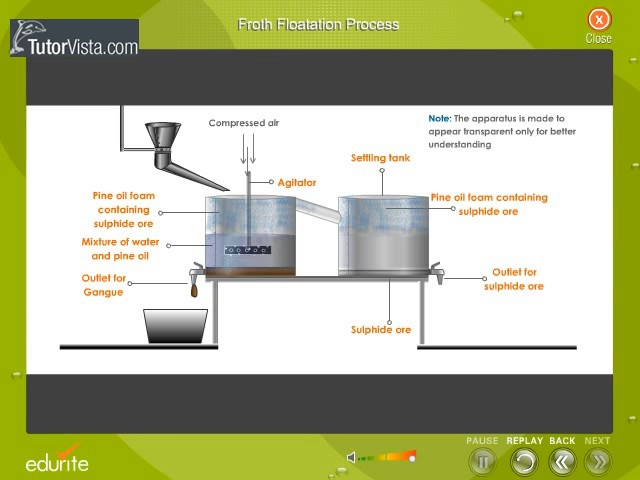 Froth Floatation Process
TutorVista.com
Close
Compressed air
Note: The apparatus is made to
appear transparent only for better
understanding
Settling tank
Agitator
Pine oil foam
containing
sulphide ore
Pine oil foam containing
sulphide ore
Mixture of water
and pine oil
Outlet for
Gangue
Outlet for
sulphide ore
Sulphide ore
PAUSE REPLAY BACK NEXT
edurite